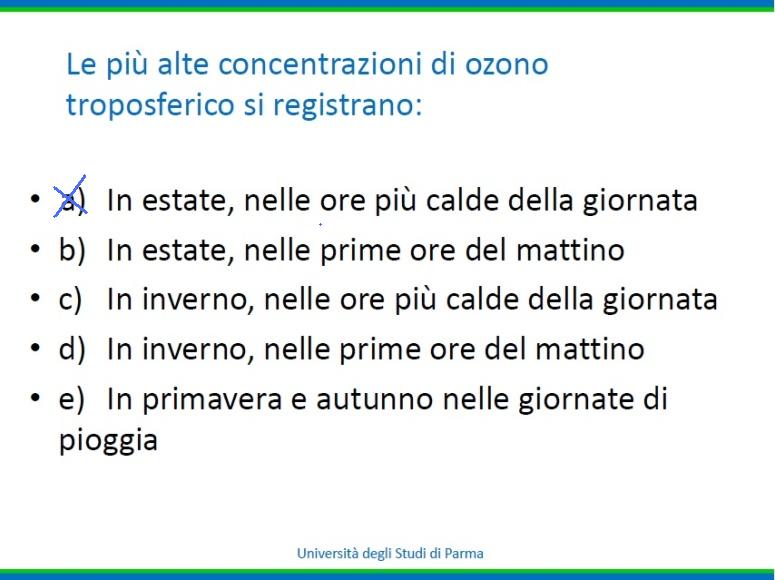 Le più alte concentrazioni di ozono
troposferico si registrano:
• a) In estate, nelle ore più calde della giornata
• b) In estate, nelle prime ore del mattino
• c) In inverno, nelle ore più calde della giornata
• d) In inverno, nelle prime ore del mattino
• e) In primavera e autunno nelle giornate di
pioggia
Università degli Studi di Parma